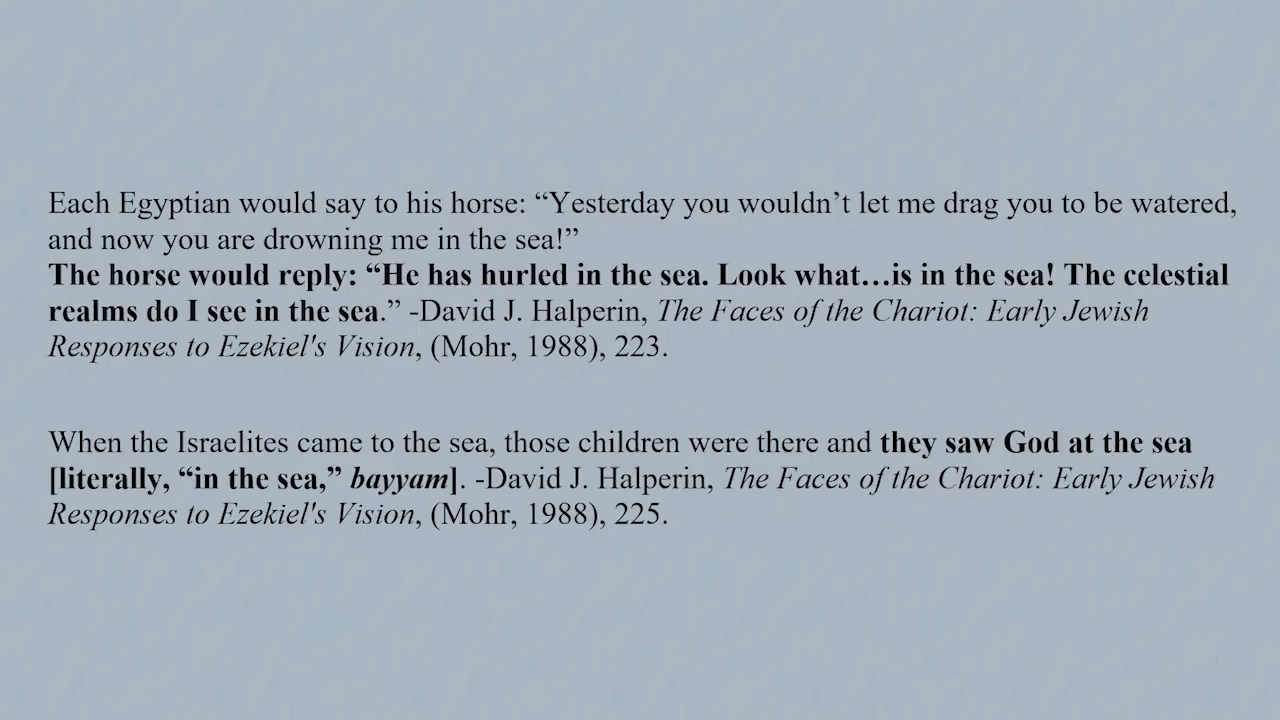 Each Egyptian would say to his horse: “Yesterday you wouldn’t let me drag you to be watered,
and now you are drowning me in the sea!”
The horse would reply: “He has hurled in the sea. Look what…is in the sea! The celestial
realms do I see in the sea.” -David J. Halperin, The Faces of the Chariot: Early Jewish
Responses to Ezekiel's Vision, (Mohr, 1988), 223.
When the Israelites came to the sea, those children were there and they saw God at the sea
[literally, “in the sea,” bayyam]. -David J. Halperin, The Faces of the Chariot: Early Jewish
Responses to Ezekiel's Vision, (Mohr, 1988), 225.